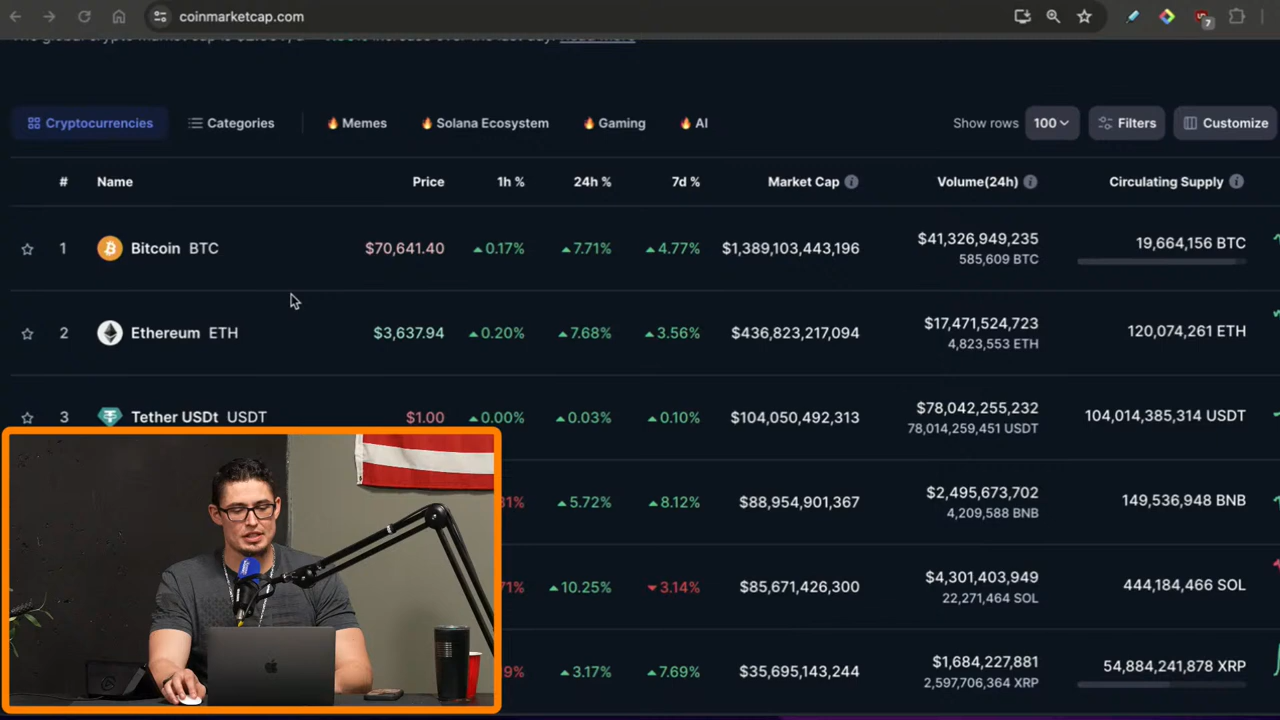 coinmarketcap.com
7
Read more
Cryptocurrencies
Categories
Memes
Solana Ecosystem
Gaming
AI
Show rows
100
Filters
Customize
# Name Price 1h % 24h % 7d % Market Cap Volume(24h) Circulating Supply
1 Bitcoin BTC $70,641.40 0.17% 7.71% 4.77% $1,389,103,443,196 $41,326,949,235 19,664,156 BTC
585,609 BTC
2 Ethereum ETH $3,637.94 0.20% 7.68% 3.56% $436,823,217,094 $17,471,524,723 120,074,261 ETH
4,823,553 ETH
3 Tether USDt USDT $1.00 0.00% 0.03% 0.10% $104,050,492,313 $78,042,255,232 104,014,385,314 USDT
78,014,259,451 USDT
5.72% 8.12% $88,954,901,367 $2,495,673,702 149,536,948 BNB
4,209,588 BNB
10.25% 3.14% $85,671,426,300 $4,301,403,949 444,184,466 SOL
22,271,464 SOL
3.17% 7.69% $35,695,143,244 $1,684,227,881 54,884,241,878 XRP
2,597,706,364 XRP